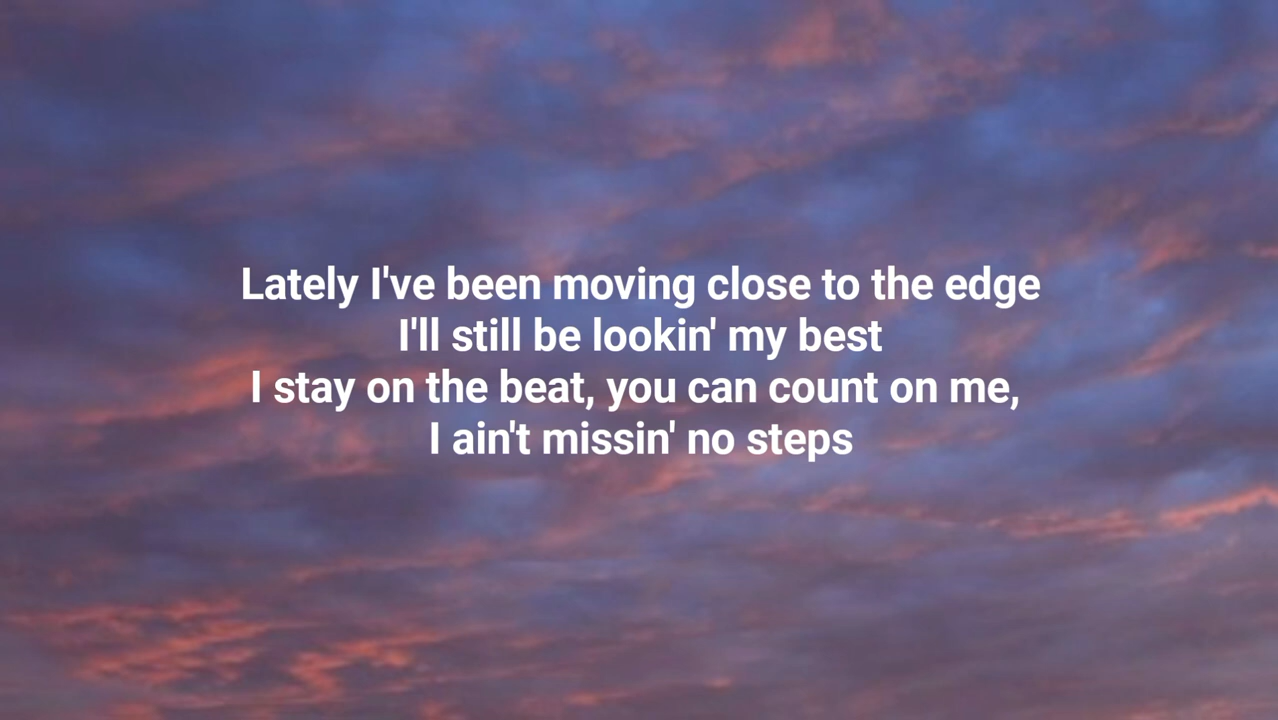 Lately I've been moving close to the edge
I'll still be lookin' my best
I stay on the beat, you can count on me,
I ain't missin' no steps